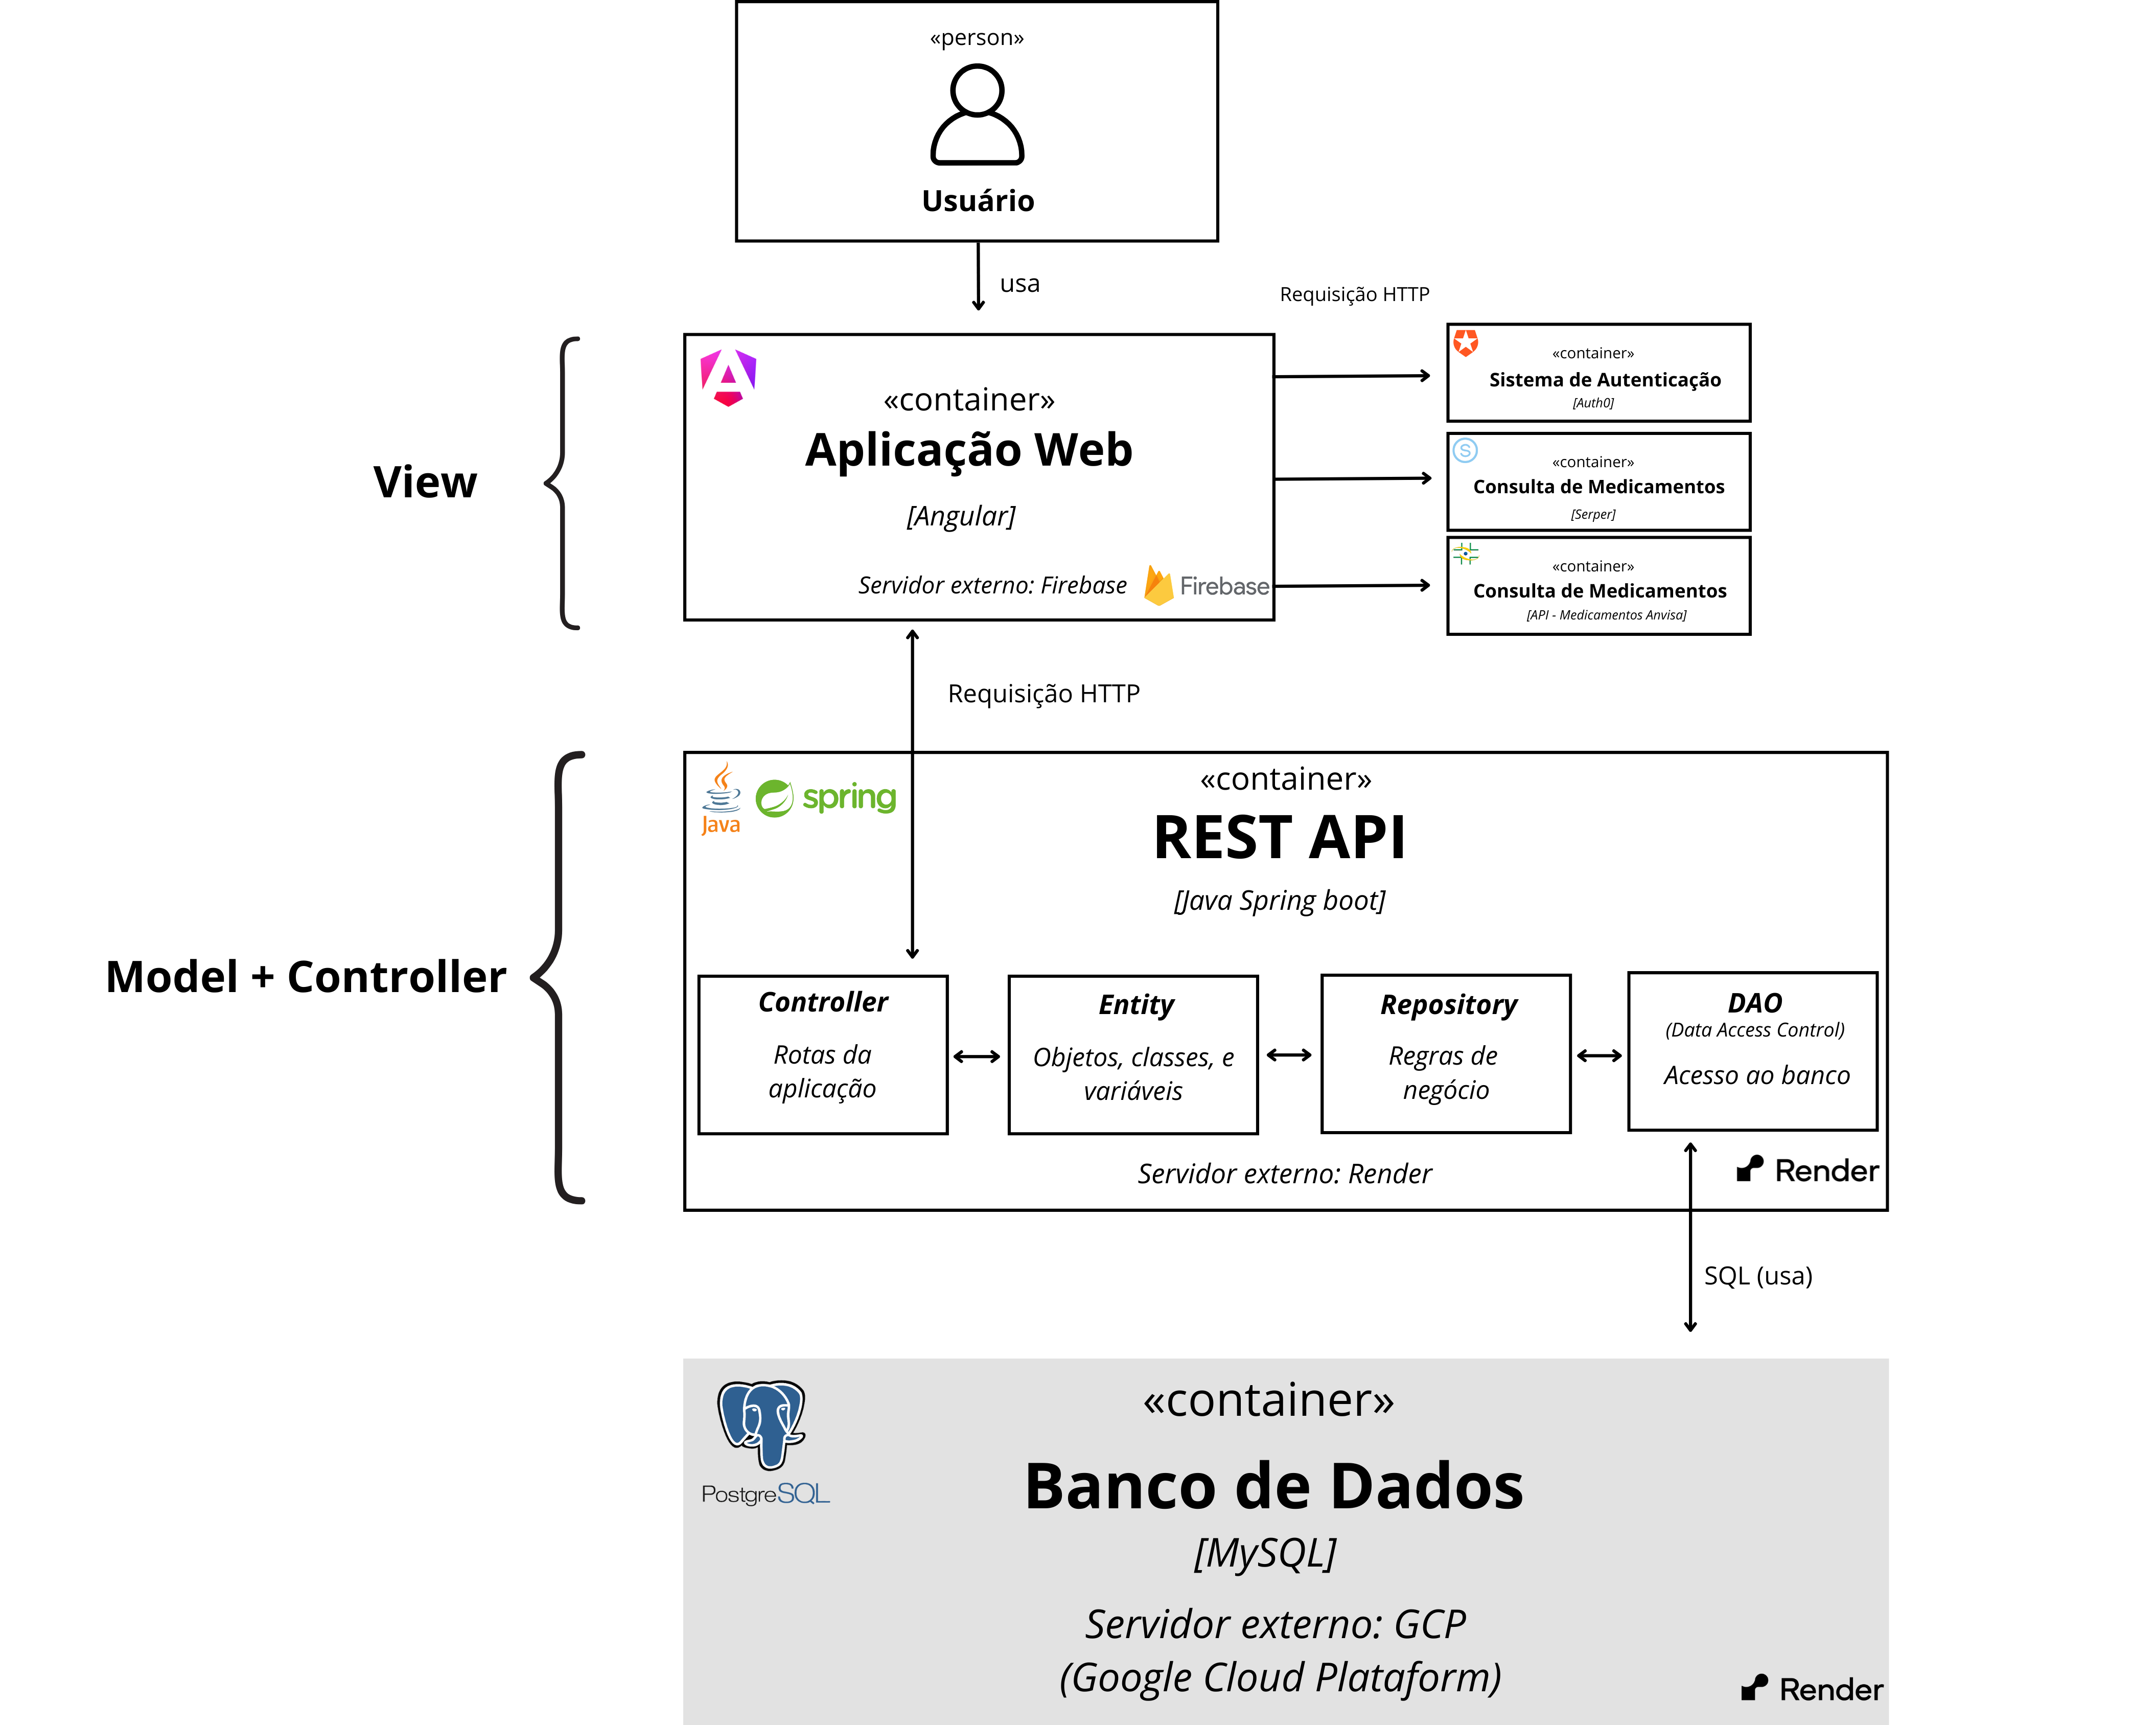 «person»
Usuário
usa
Requisição HTTP
«container»
Sistema de Autenticação
[Auth0]
«container»
Consulta de Medicamentos
[Serper]
«container»
Consulta de Medicamentos
[API - Medicamentos Anvisa]
View
«container»
Aplicação Web
[Angular]
Servidor externo: Firebase
Firebase
Requisição HTTP
Model + Controller
Java
spring
«container»
REST API
[Java Spring boot]
Controller
Rotas da
aplicação
Entity
Objetos, classes, e
variáveis
Repository
Regras de
negócio
DAO
(Data Access Control)
Acesso ao banco
Servidor externo: Render
Render
SQL (usa)
PostgreSQL
«container»
Banco de Dados
[MySQL]
Servidor externo: GCP
(Google Cloud Plataform)
Render